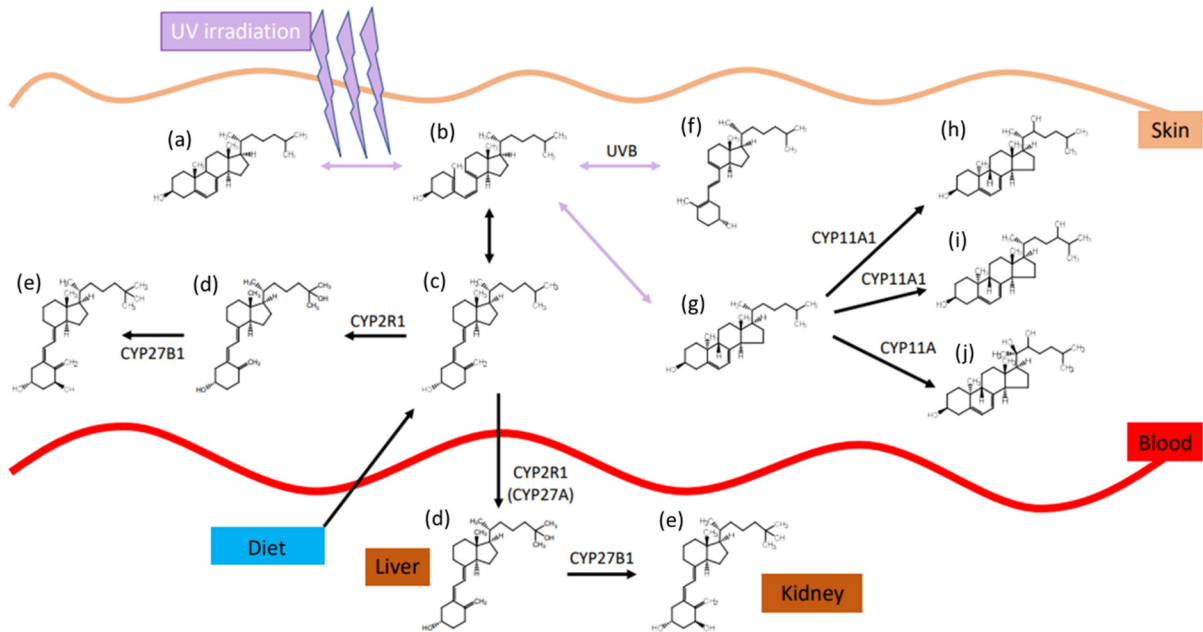 UV irradiation
Skin
(a)
(b)
(f)
(h)
UVB
CYP11A1
(i)
CYP11A1
(e)
(d)
(c)
(g)
CYP2R1
CYP27B1
CYP11A
(j)
Blood
CYP2R1
(CYP27A)
Diet
(d)
(e)
Liver
CYP27B1
Kidney